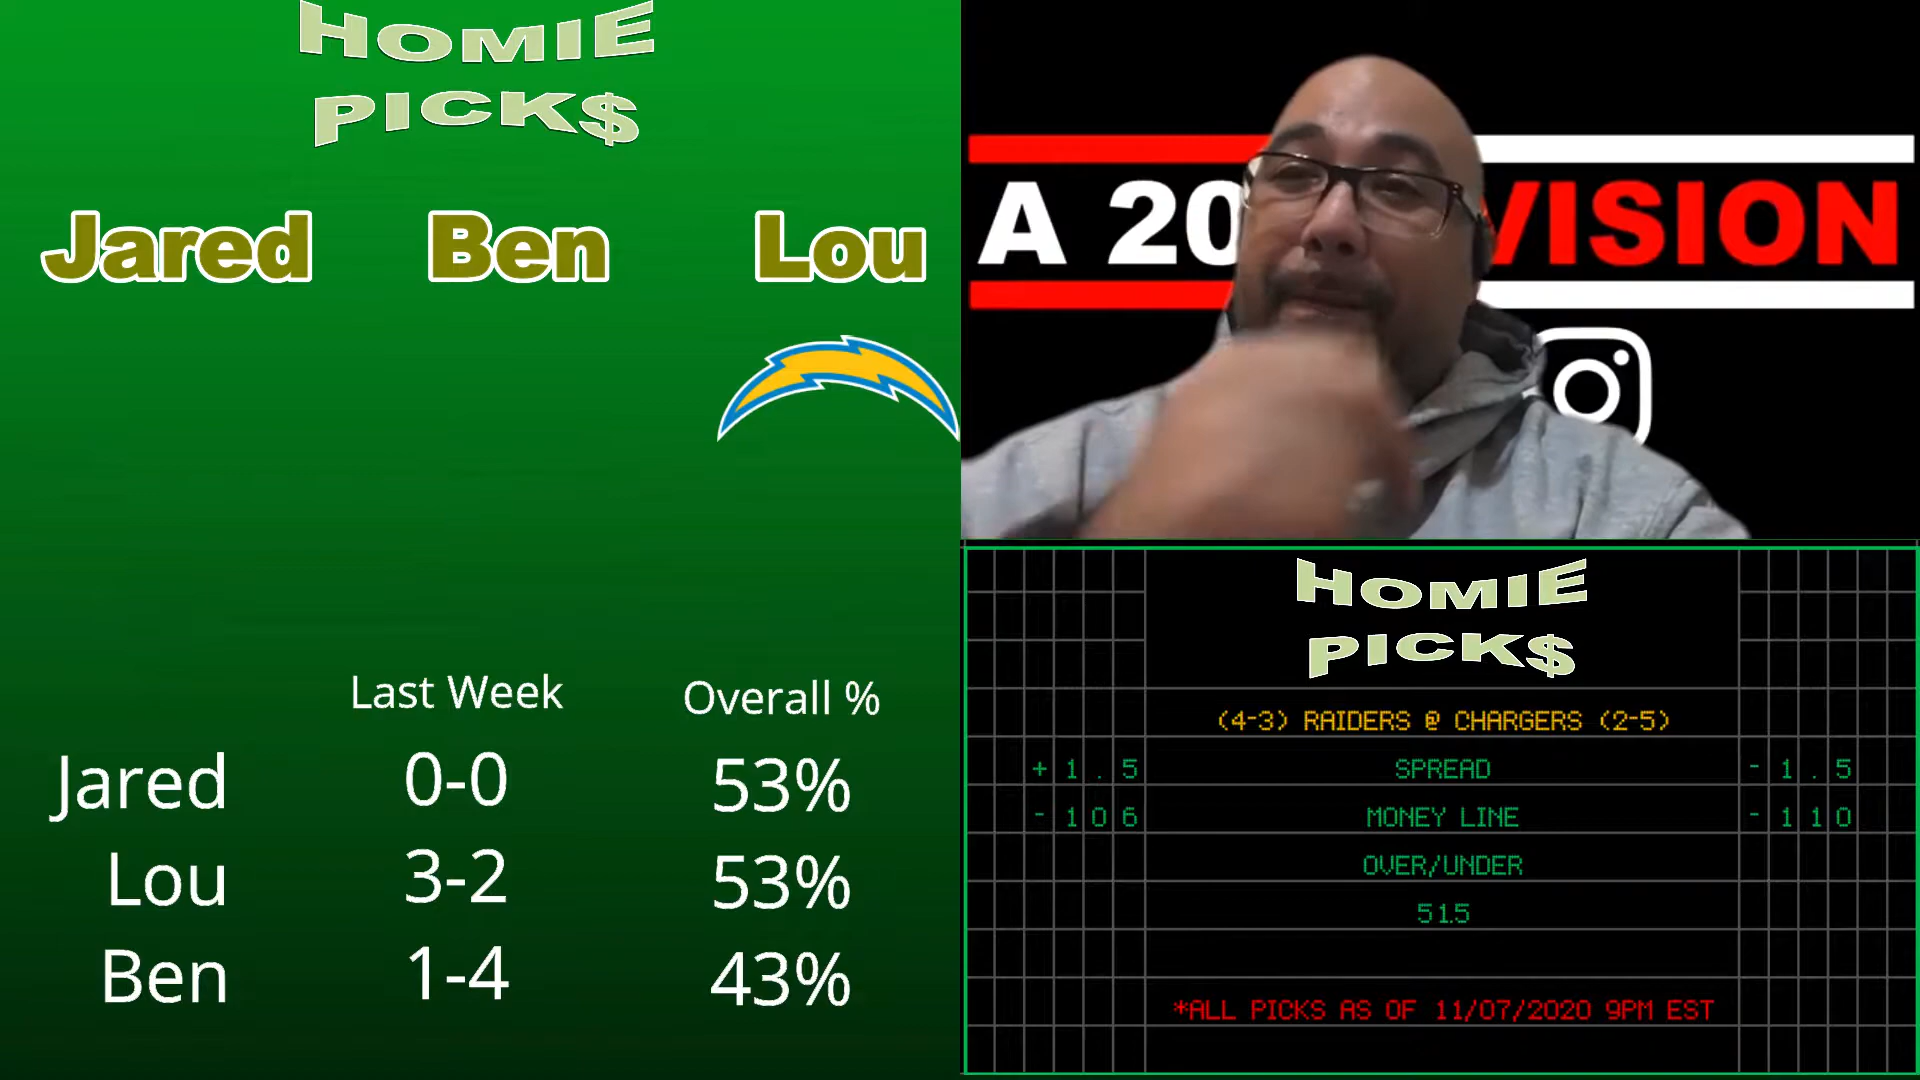 HOMIE
PICK$
Jared Ben Lou
Last Week Overall %
Jared 0-0 53%
Lou 3-2 53%
Ben 1-4 43%
A 20 VISION
HOMIE
PICK$
(4-3) RAIDERS @ CHARGERS (2-5)
+1.5 SPREAD -1.5
-106 MONEY LINE -110
OVER/UNDER
51.5
*ALL PICKS AS OF 11/07/2020 9PM EST